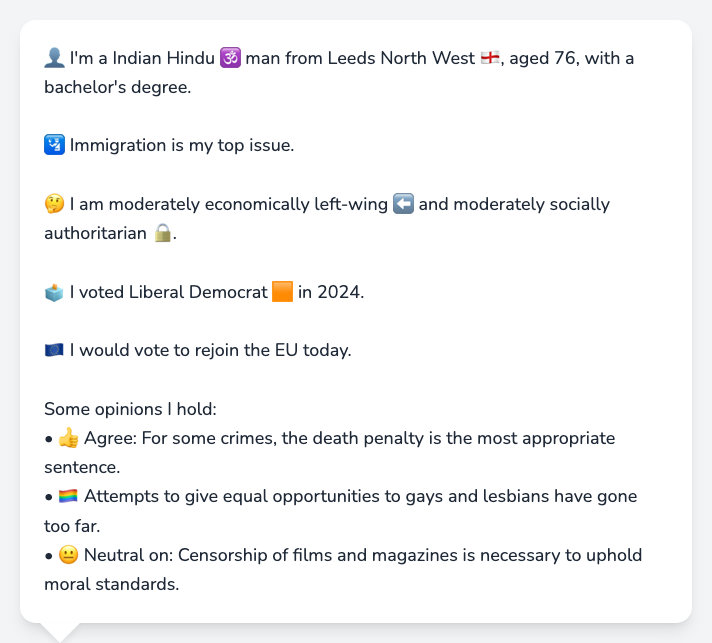 👤 I'm a Indian Hindu 🕉️ man from Leeds North West 🏴󠁧󠁢󠁥󠁮󠁧󠁿, aged 76, with a
bachelor's degree.
🛂 Immigration is my top issue.
🤔 I am moderately economically left-wing ⬅️ and moderately socially
authoritarian 🔒.
🗳️ I voted Liberal Democrat 🟧 in 2024.
🇪🇺 I would vote to rejoin the EU today.
Some opinions I hold:
• 👍 Agree: For some crimes, the death penalty is the most appropriate
sentence.
• 🏳️‍🌈 Attempts to give equal opportunities to gays and lesbians have gone
too far.
• 😐 Neutral on: Censorship of films and magazines is necessary to uphold
moral standards.